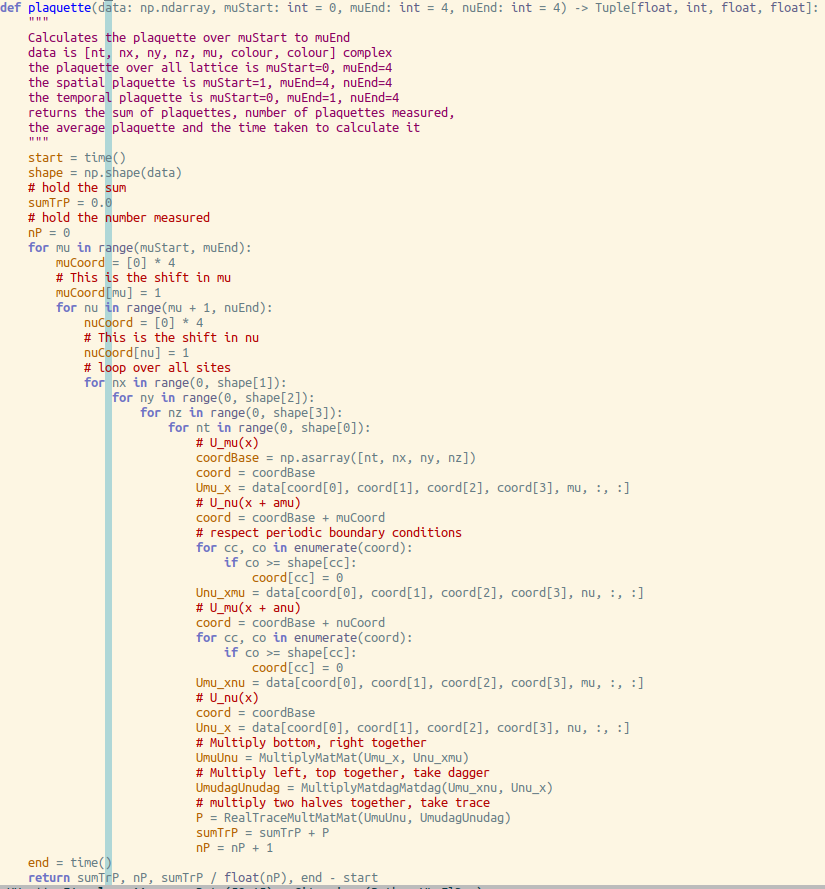 def plaquette(data: np.ndarray, muStart: int = 0, muEnd: int = 4, nuEnd: int = 4) -> Tuple[float, int, float, float]:
    """
    Calculates the plaquette over muStart to muEnd
    data is [nt, nx, ny, nz, mu, colour, colour] complex
    the plaquette over all lattice is muStart=0, muEnd=4
    the spatial plaquette is muStart=1, muEnd=4, nuEnd=4
    the temporal plaquette is muStart=0, muEnd=1, nuEnd=4
    returns the sum of plaquettes, number of plaquettes measured,
    the average plaquette and the time taken to calculate it
    """
    start = time()
    shape = np.shape(data)
    # hold the sum
    sumTrP = 0.0
    # hold the number measured
    nP = 0
    for mu in range(muStart, muEnd):
        muCoord = [0] * 4
        # This is the shift in mu
        muCoord[mu] = 1
        for nu in range(mu + 1, nuEnd):
            nuCoord = [0] * 4
            # This is the shift in nu
            nuCoord[nu] = 1
            # loop over all sites
            for nx in range(0, shape[1]):
                for ny in range(0, shape[2]):
                    for nz in range(0, shape[3]):
                        for nt in range(0, shape[0]):
                            # U_mu(x)
                            coordBase = np.asarray([nt, nx, ny, nz])
                            coord = coordBase
                            Umu_x = data[coord[0], coord[1], coord[2], coord[3], mu, :, :]
                            # U_nu(x + amu)
                            coord = coordBase + muCoord
                            # respect periodic boundary conditions
                            for cc, co in enumerate(coord):
                                if co >= shape[cc]:
                                    coord[cc] = 0
                            Unu_xmu = data[coord[0], coord[1], coord[2], coord[3], nu, :, :]
                            # U_mu(x + anu)
                            coord = coordBase + nuCoord
                            for cc, co in enumerate(coord):
                                if co >= shape[cc]:
                                    coord[cc] = 0
                            Umu_xnu = data[coord[0], coord[1], coord[2], coord[3], mu, :, :]
                            # U_nu(x)
                            coord = coordBase
                            Unu_x = data[coord[0], coord[1], coord[2], coord[3], nu, :, :]
                            # Multiply bottom, right together
                            UmuUnu = MultiplyMatMat(Umu_x, Unu_xmu)
                            # Multiply left, top together, take dagger
                            UmudagUnudag = MultiplyMatdagMatdag(Umu_xnu, Unu_x)
                            # multiply two halves together, take trace
                            P = RealTraceMultMatMat(UmuUnu, UmudagUnudag)
                            sumTrP = sumTrP + P
                            nP = nP + 1
    end = time()
    return sumTrP, nP, sumTrP / float(nP), end - start